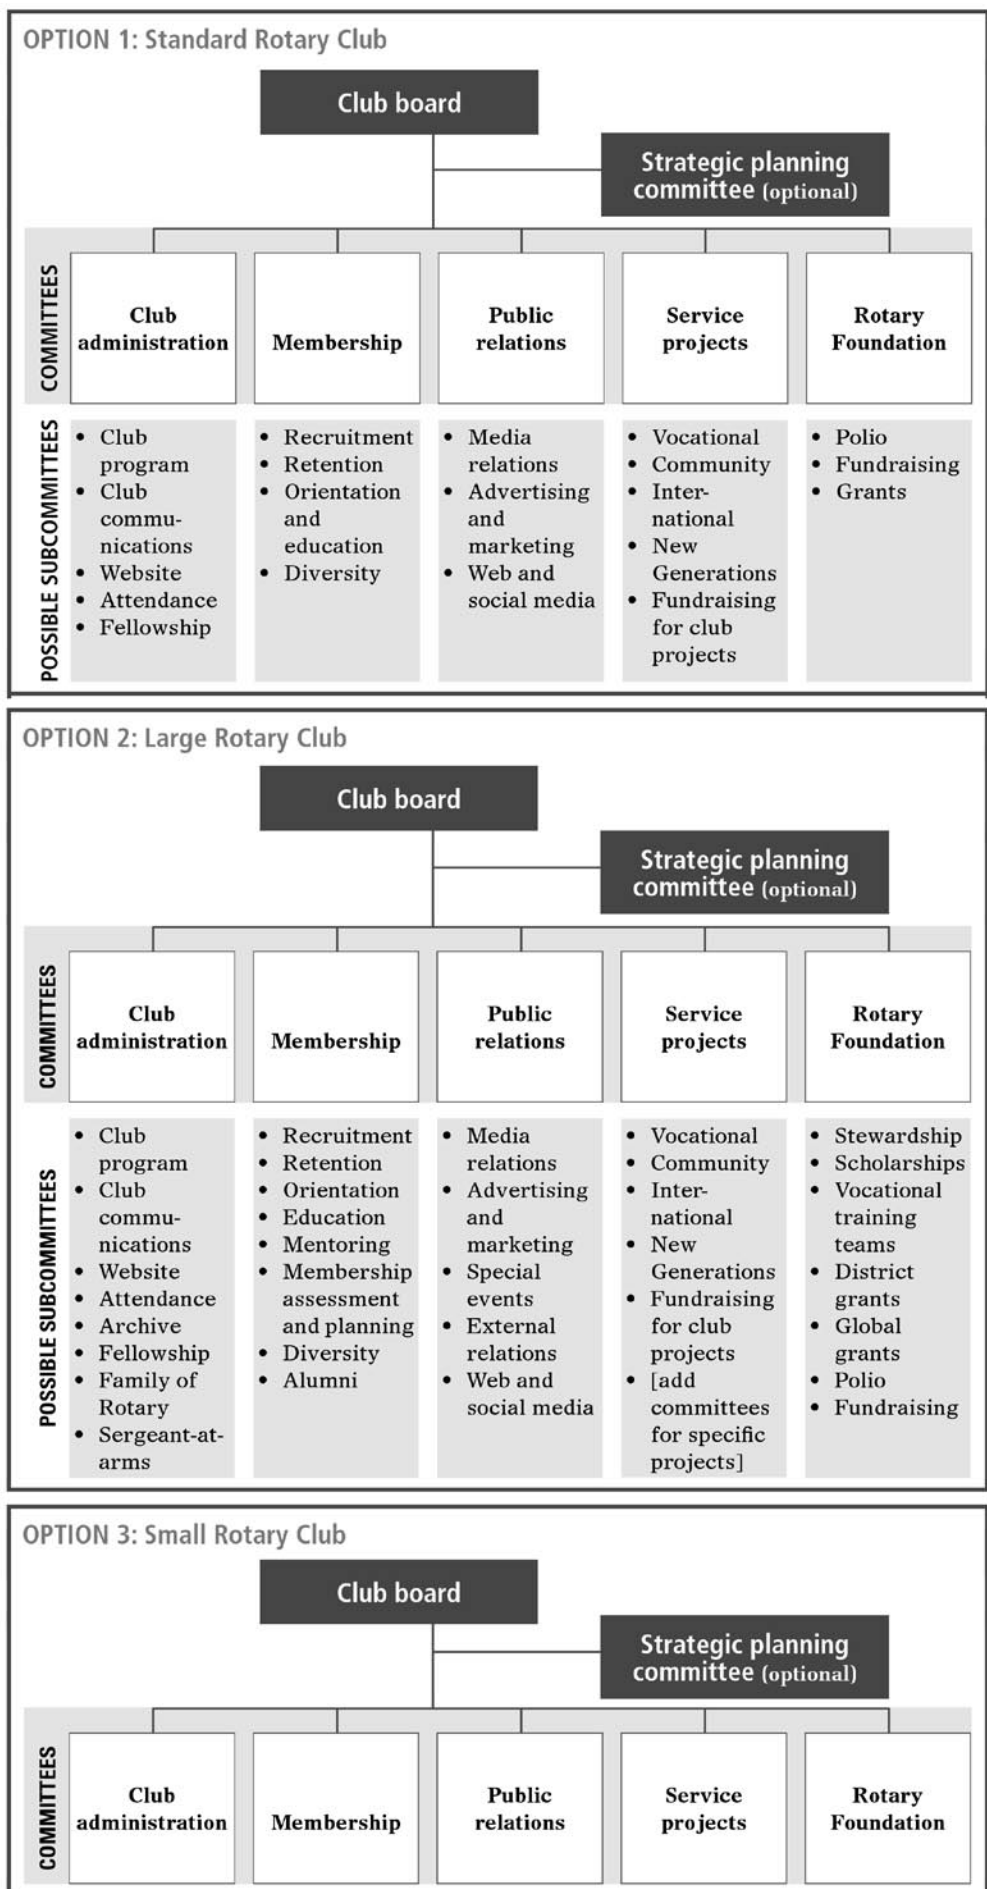 OPTION 1: Standard Rotary Club
Club board
Strategic planning
committee (optional)
COMMITTEES
Club
administration
Membership
Public
relations
Service
projects
Rotary
Foundation
POSSIBLE SUBCOMMITTEES
• Club
program
• Club
commu-
nications
• Website
• Attendance
• Fellowship
• Recruitment
• Retention
• Orientation
and
education
• Diversity
• Media
relations
• Advertising
and
marketing
• Web and
social media
• Vocational
• Community
• Inter-
national
• New
Generations
• Fundraising
for club
projects
• Polio
• Fundraising
• Grants
OPTION 2: Large Rotary Club
Club board
Strategic planning
committee (optional)
COMMITTEES
Club
administration
Membership
Public
relations
Service
projects
Rotary
Foundation
POSSIBLE SUBCOMMITTEES
• Club
program
• Club
commu-
nications
• Website
• Attendance
• Archive
• Fellowship
• Family of
Rotary
• Sergeant-at-
arms
• Recruitment
• Retention
• Orientation
• Education
• Mentoring
• Membership
assessment
and planning
• Diversity
• Alumni
• Media
relations
• Advertising
and
marketing
• Special
events
• External
relations
• Web and
social media
• Vocational
• Community
• Inter-
national
• New
Generations
• Fundraising
for club
projects
• [add
committees
for specific
projects]
• Stewardship
• Scholarships
• Vocational
training
teams
• District
grants
• Global
grants
• Polio
• Fundraising
OPTION 3: Small Rotary Club
Club board
Strategic planning
committee (optional)
COMMITTEES
Club
administration
Membership
Public
relations
Service
projects
Rotary
Foundation